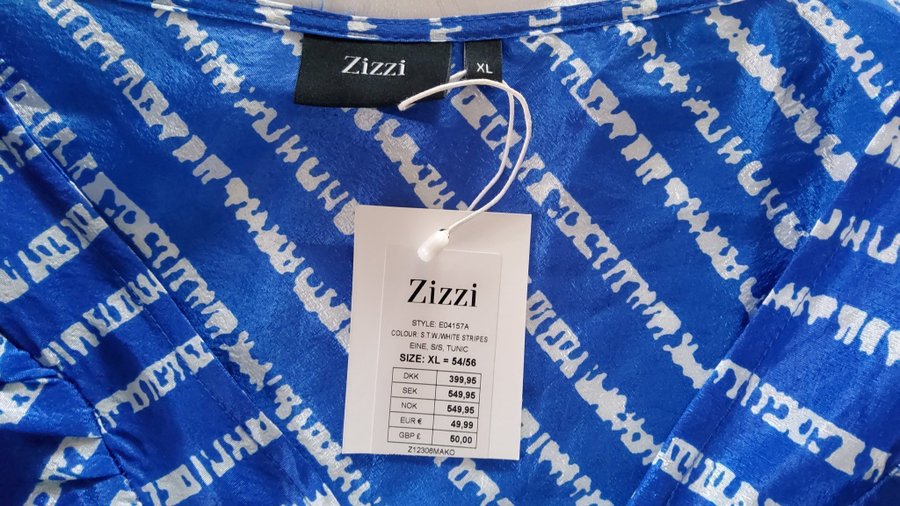 Zizzi
XL
Zizzi
STYLE: E04157A
COLOUR: S.T.W./WHITE STRIPES
EINE, S/S, TUNIC
SIZE: XL = 54/56
DKK 399,95
SEK 549,95
NOK 549,95
EUR € 49,99
GBP £ 50,00
Z12306MAKO